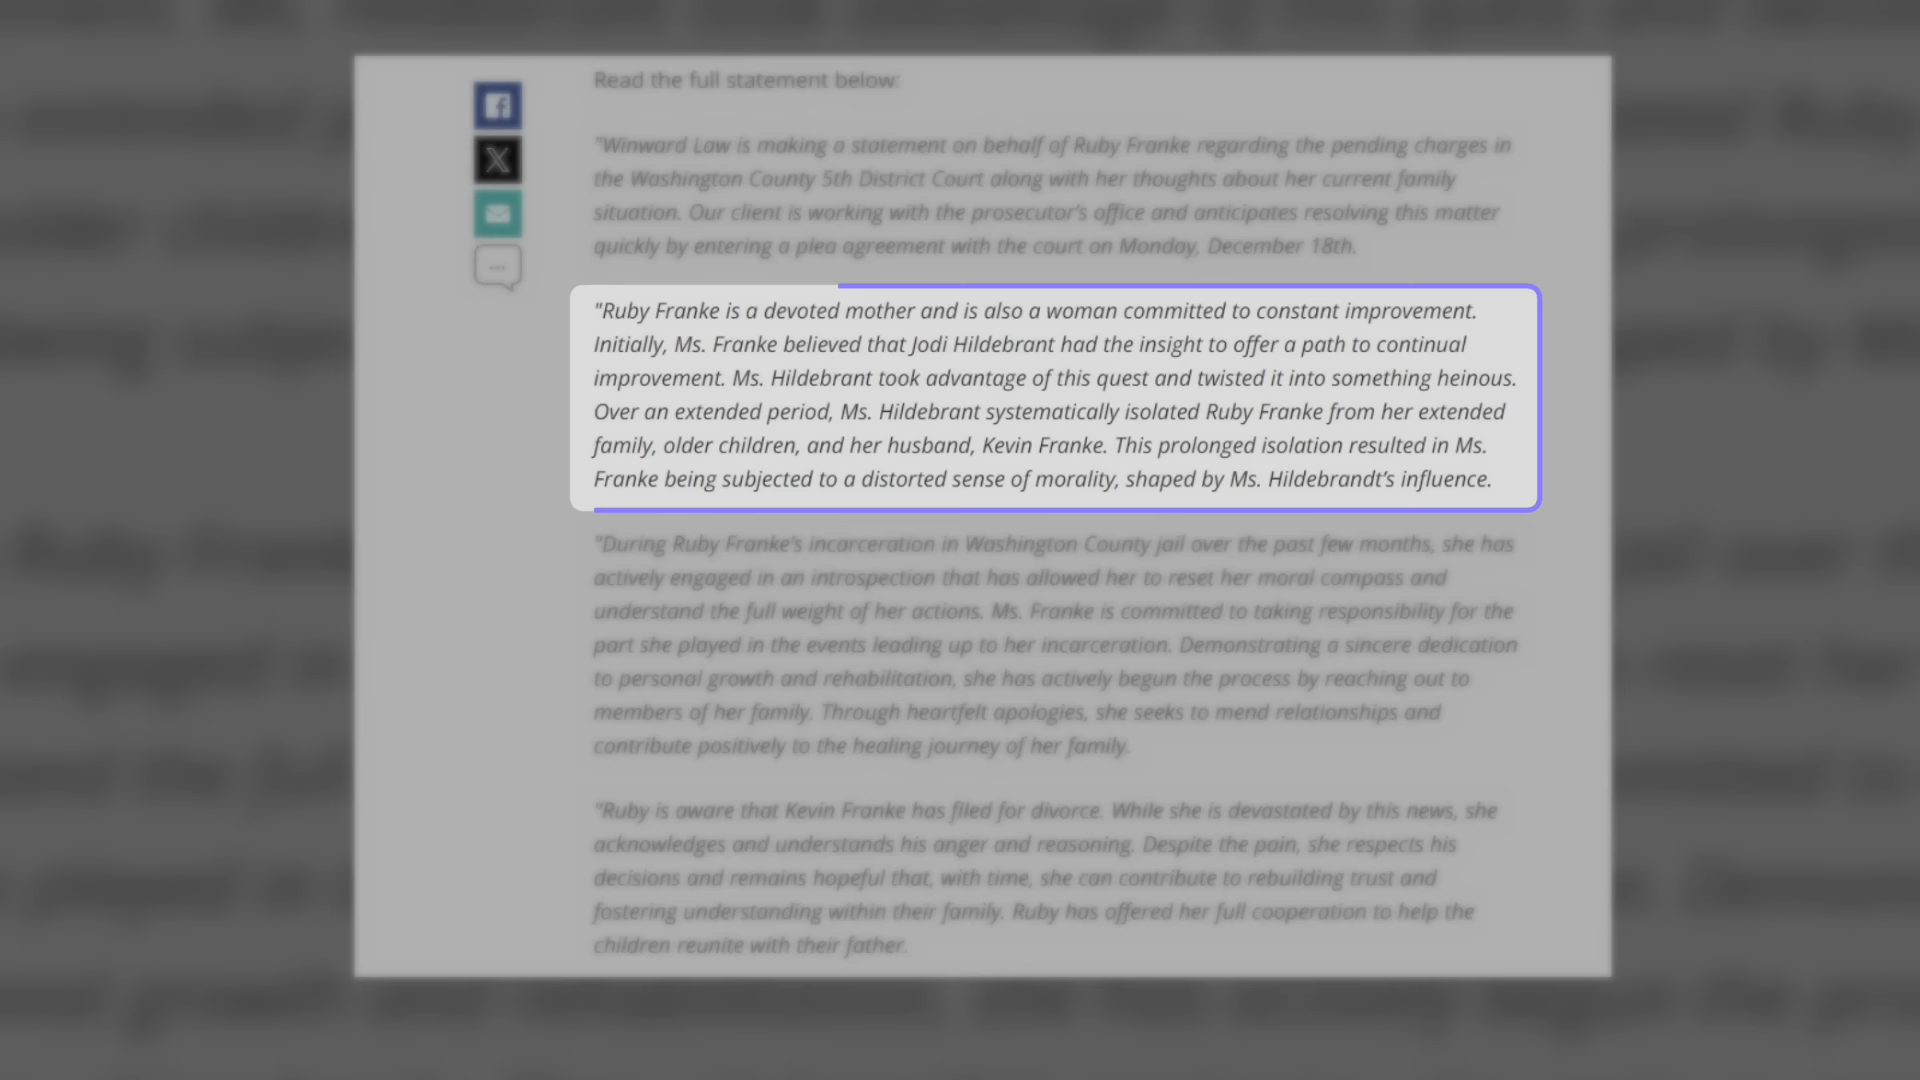 Read the full statement below:
"Winward Law is making a statement on behalf of Ruby Franke regarding the pending charges in
the Washington County 5th District Court along with her thoughts about her current family
situation. Our client is working with the prosecutor's office and anticipates resolving this matter
quickly by entering a plea agreement with the court on Monday, December 18th.
"Ruby Franke is a devoted mother and is also a woman committed to constant improvement.
Initially, Ms. Franke believed that Jodi Hildebrant had the insight to offer a path to continual
improvement. Ms. Hildebrant took advantage of this quest and twisted it into something heinous.
Over an extended period, Ms. Hildebrant systematically isolated Ruby Franke from her extended
family, older children, and her husband, Kevin Franke. This prolonged isolation resulted in Ms.
Franke being subjected to a distorted sense of morality, shaped by Ms. Hildebrandt’s influence.
"During Ruby Franke's incarceration in Washington County jail over the past few months, she has
actively engaged in an introspection that has allowed her to reset her moral compass and
understand the full weight of her actions. Ms. Franke is committed to taking responsibility for the
part she played in the events leading up to her incarceration. Demonstrating a sincere dedication
to personal growth and rehabilitation, she has actively begun the process by reaching out to
members of her family. Through heartfelt apologies, she seeks to mend relationships and
contribute positively to the healing journey of her family.
"Ruby is aware that Kevin Franke has filed for divorce. While she is devastated by this news, she
acknowledges and understands his anger and reasoning. Despite the pain, she respects his
decisions and remains hopeful that, with time, she can contribute to rebuilding trust and
fostering understanding within their family. Ruby has offered her full cooperation to help the
children reunite with their father.